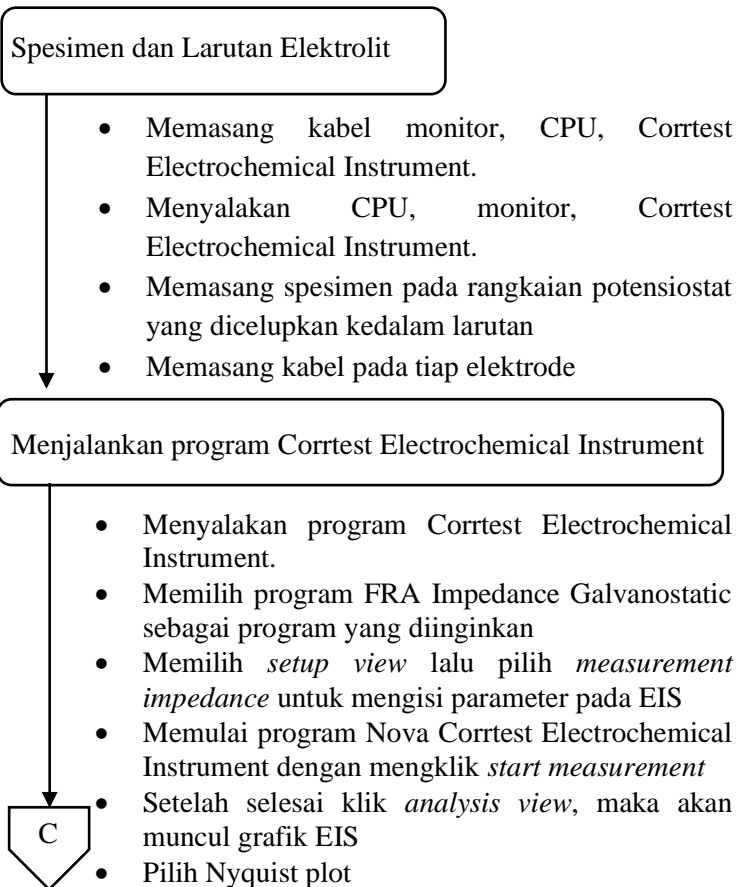 Spesimen dan Larutan Elektrolit
• Memasang kabel monitor, CPU, Corrtest
Electrochemical Instrument.
• Menyalakan CPU, monitor, Corrtest
Electrochemical Instrument.
• Memasang spesimen pada rangkaian potensiostat
yang dicelupkan kedalam larutan
• Memasang kabel pada tiap elektrode
Menjalankan program Corrtest Electrochemical Instrument
• Menyalakan program Corrtest Electrochemical
Instrument.
• Memilih program FRA Impedance Galvanostatic
sebagai program yang diinginkan
• Memilih setup view lalu pilih measurement
impedance untuk mengisi parameter pada EIS
• Memulai program Nova Corrtest Electrochemical
Instrument dengan mengklik start measurement
• Setelah selesai klik analysis view, maka akan
muncul grafik EIS
• Pilih Nyquist plot
C